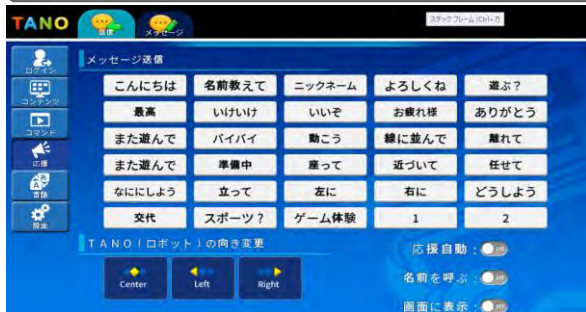 TANO
送信
メッセージ
スタックフレーム (Ctrl+7)
ログイン
コンテンツ
コマンド
応援
言語
設定
メッセージ送信
こんにちは 名前教えて ニックネーム よろしくね 遊ぶ？
最高 いけいけ いいぞ お疲れ様 ありがとう
また遊んで バイバイ 動こう 線に並んで 離れて
また遊んで 準備中 座って 近づいて 任せて
なににしよう 立って 左に 右に どうしよう
交代 スポーツ？ ゲーム体験 1 2
TANO(ロボット)の向き変更
Center Left Right
応援自動 : Off
名前を呼ぶ : Off
画面に表示 : Off